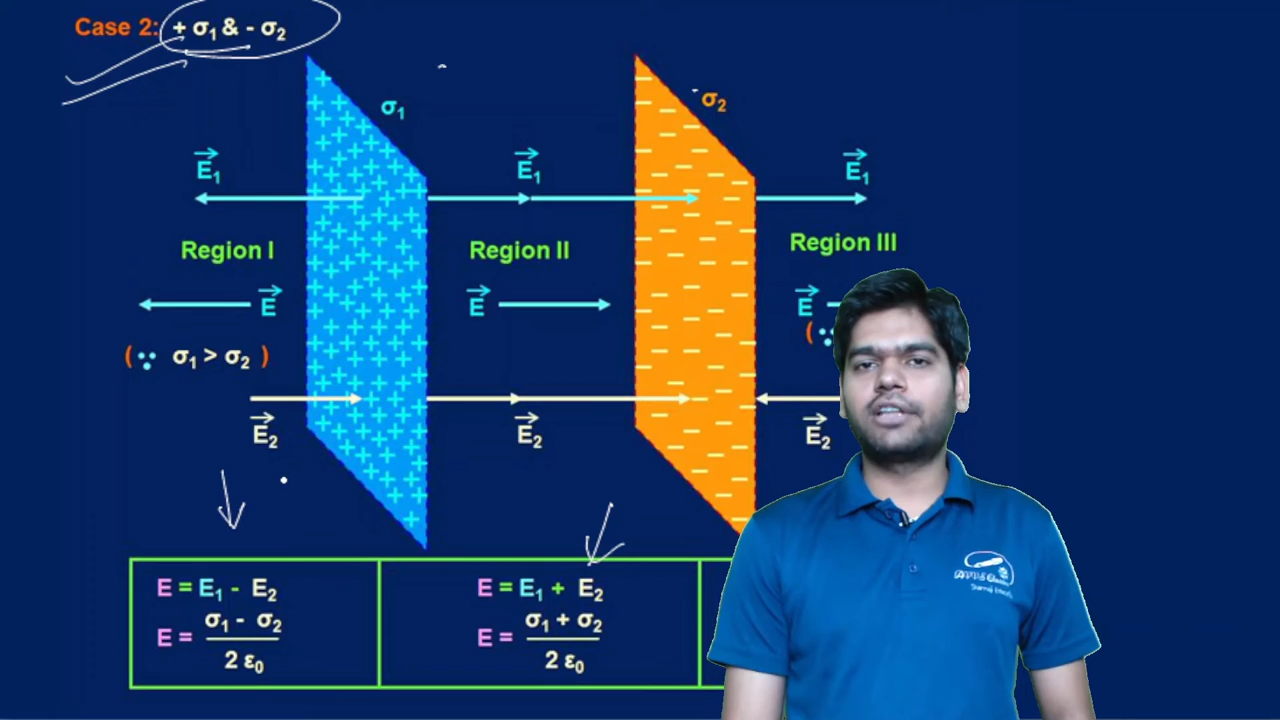 Case 2: + σ1 & - σ2
σ1
σ2
E1
E1
E1
Region I
Region II
Region III
E
E
E
( ∵ σ1 > σ2 )
( ∵
E2
E2
E2
E = E1 - E2
E = σ1 - σ2 / 2 ε0
E = E1 + E2
E = σ1 + σ2 / 2 ε0